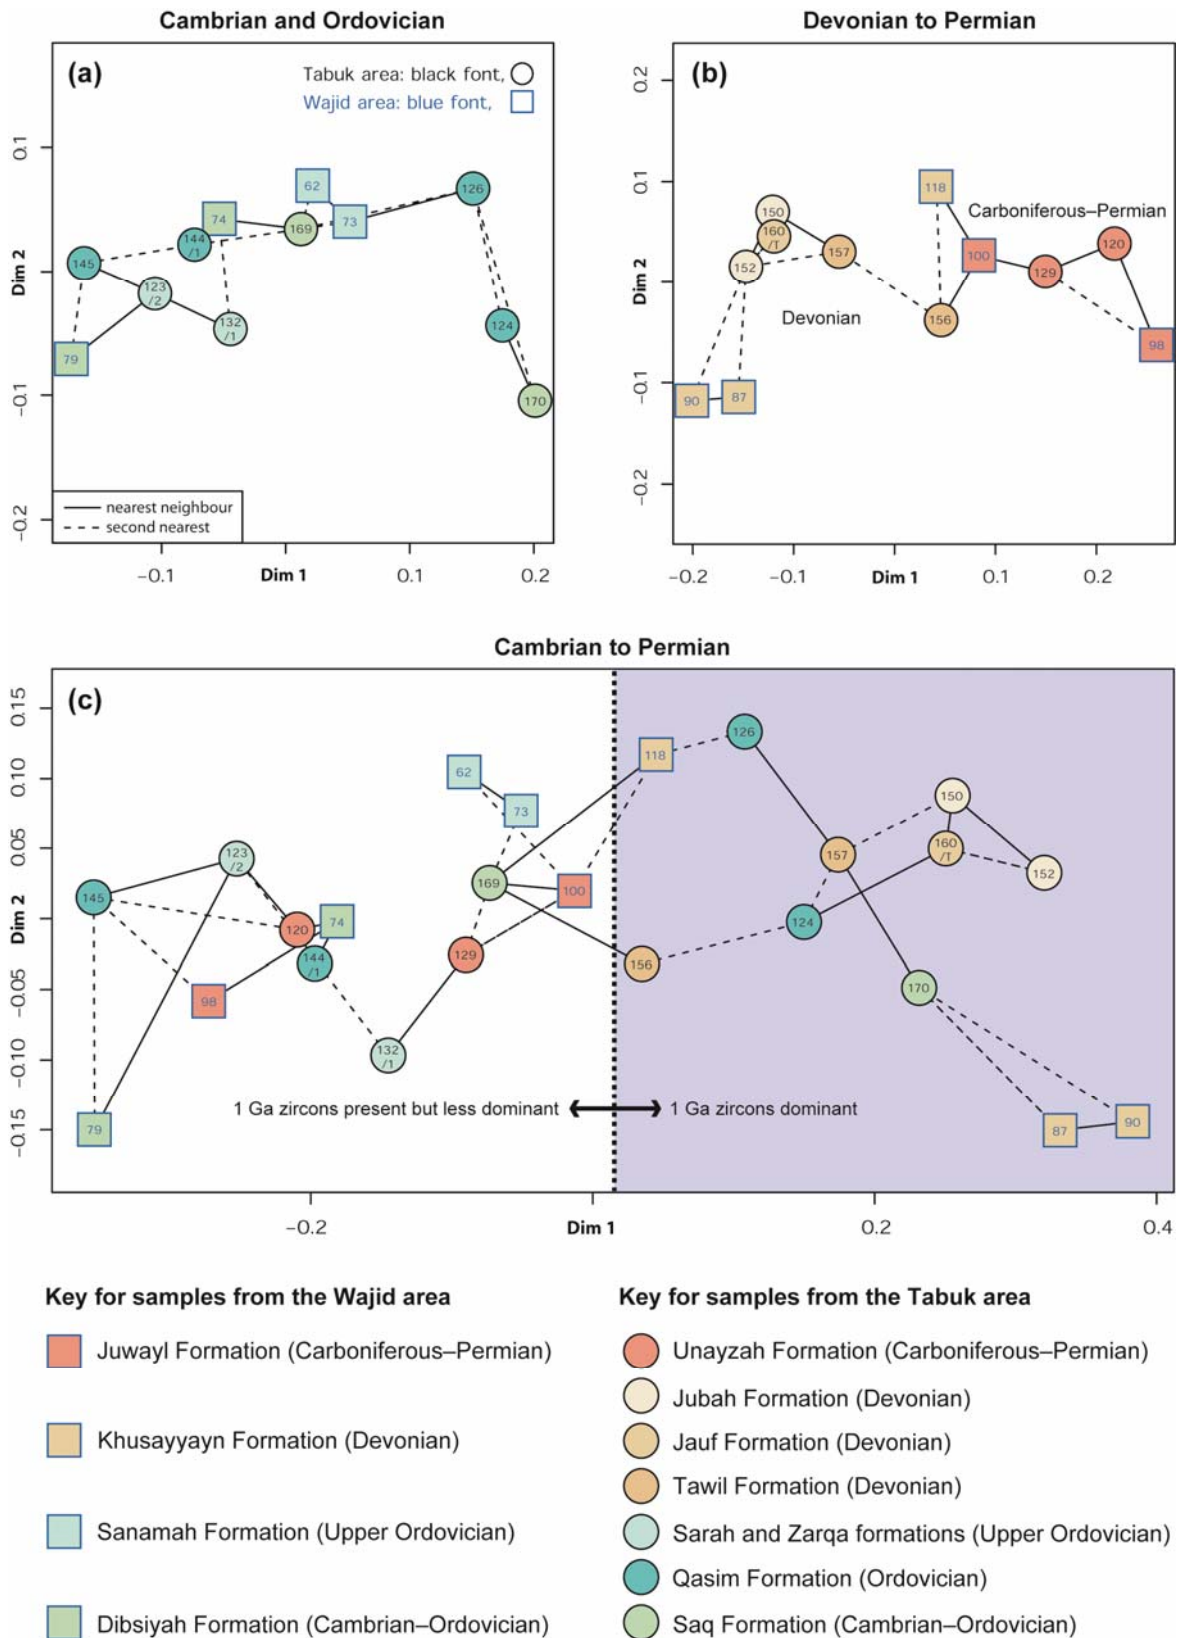 Cambrian and Ordovician
Devonian to Permian
(a)
Tabuk area: black font,
Wajid area: blue font,
0.1
0.0
Dim 2
−0.1
−0.2
62
126
74
73
169
144
/1
145
123
/2
132
/1
124
79
170
nearest neighbour
second nearest
−0.1
Dim 1
0.1
0.2
(b)
0.2
0.1
Dim 2
−0.1
−0.2
118
150
Carboniferous–Permian
160
/T
120
157
100
152
129
156
Devonian
98
90
87
−0.2
−0.1
Dim 1
0.1
0.2
Cambrian to Permian
(c)
0.15
0.10
0.05
Dim 2
−0.05
−0.10
−0.15
126
118
62
73
150
123
/2
157
160
/T
152
169
100
145
74
124
120
144
/1
129
156
98
170
132
/1
1 Ga zircons present but less dominant
1 Ga zircons dominant
79
87
90
−0.2
Dim 1
0.2
0.4
Key for samples from the Wajid area
Juwayl Formation (Carboniferous–Permian)
Khusayyayn Formation (Devonian)
Sanamah Formation (Upper Ordovician)
Dibsiyah Formation (Cambrian–Ordovician)
Key for samples from the Tabuk area
Unayzah Formation (Carboniferous–Permian)
Jubah Formation (Devonian)
Jauf Formation (Devonian)
Tawil Formation (Devonian)
Sarah and Zarqa formations (Upper Ordovician)
Qasim Formation (Ordovician)
Saq Formation (Cambrian–Ordovician)